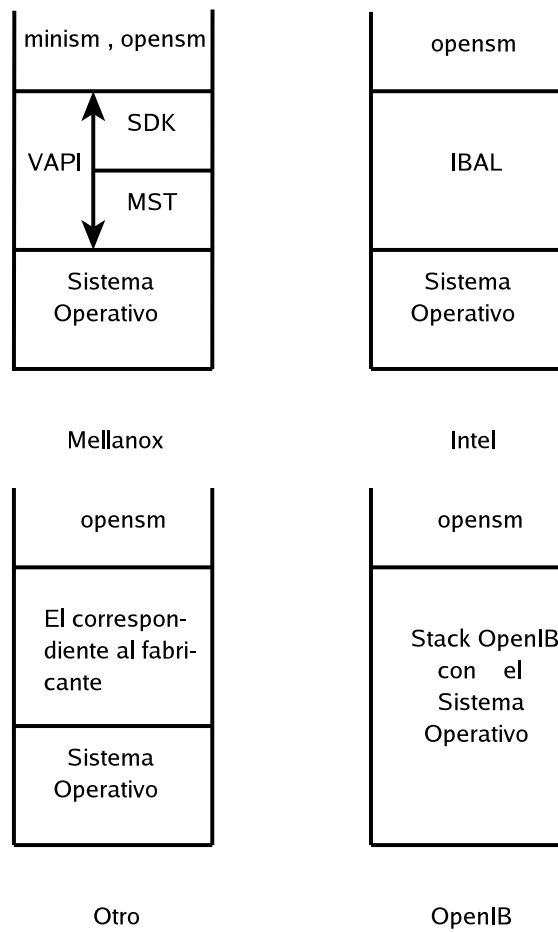 minism , opensm
SDK
VAPI
MST
Sistema
Operativo
Mellanox
opensm
IBAL
Sistema
Operativo
Intel
opensm
El correspon-
diente al fabri-
cante
Sistema
Operativo
Otro
opensm
Stack OpenIB
con el
Sistema
Operativo
OpenIB